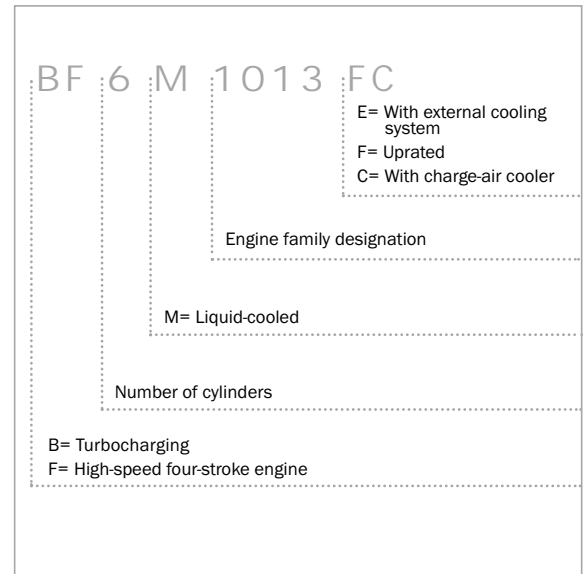 BF 6 M 1013 FC
E= With external cooling
system
F= Uprated
C= With charge-air cooler
Engine family designation
M= Liquid-cooled
Number of cylinders
B= Turbocharging
F= High-speed four-stroke engine